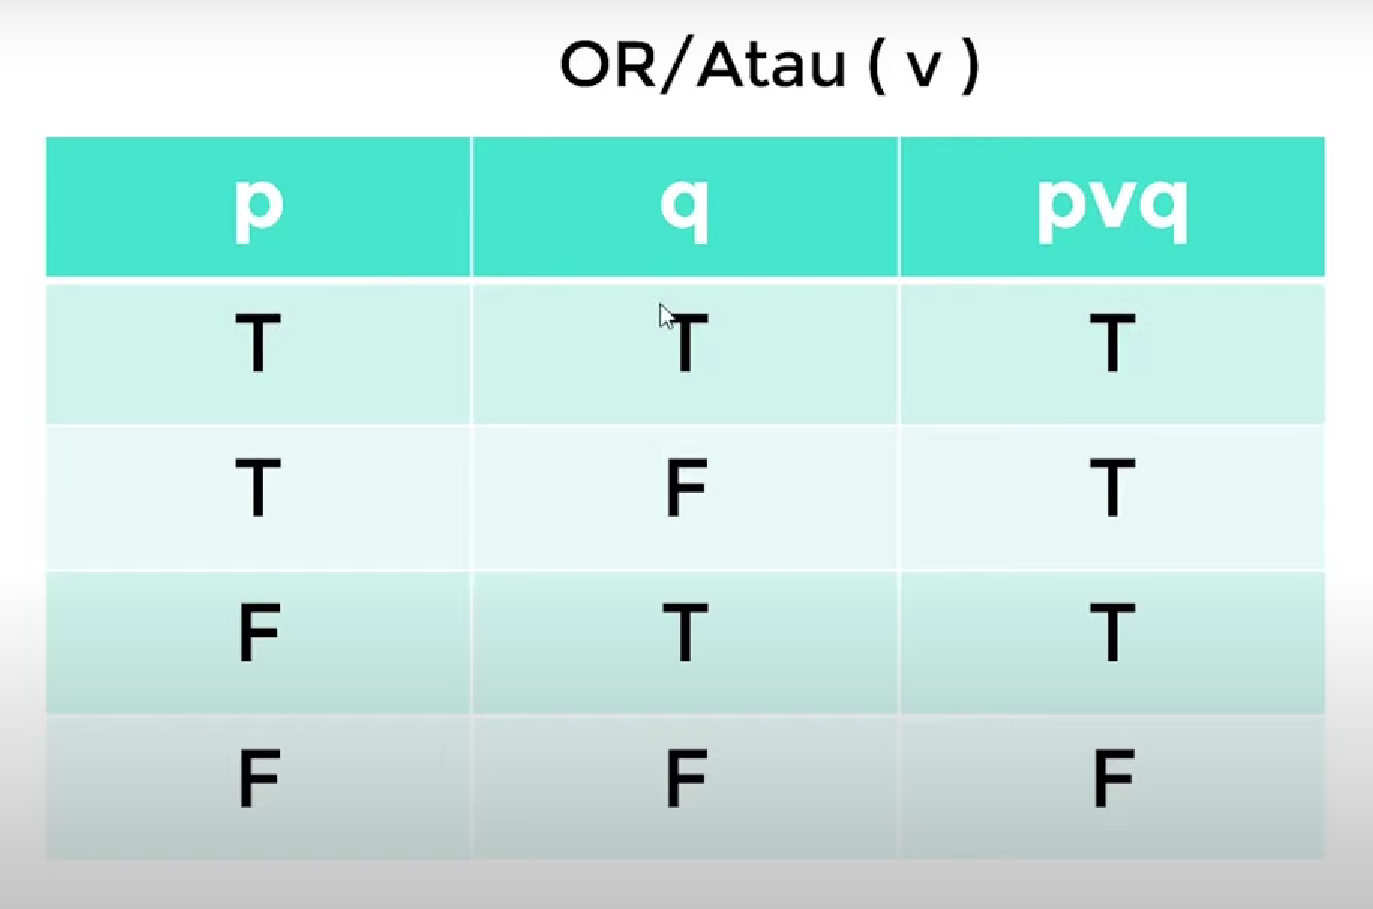 OR/Atau ( v )
p q pvq
T T T
T F T
F T T
F F F